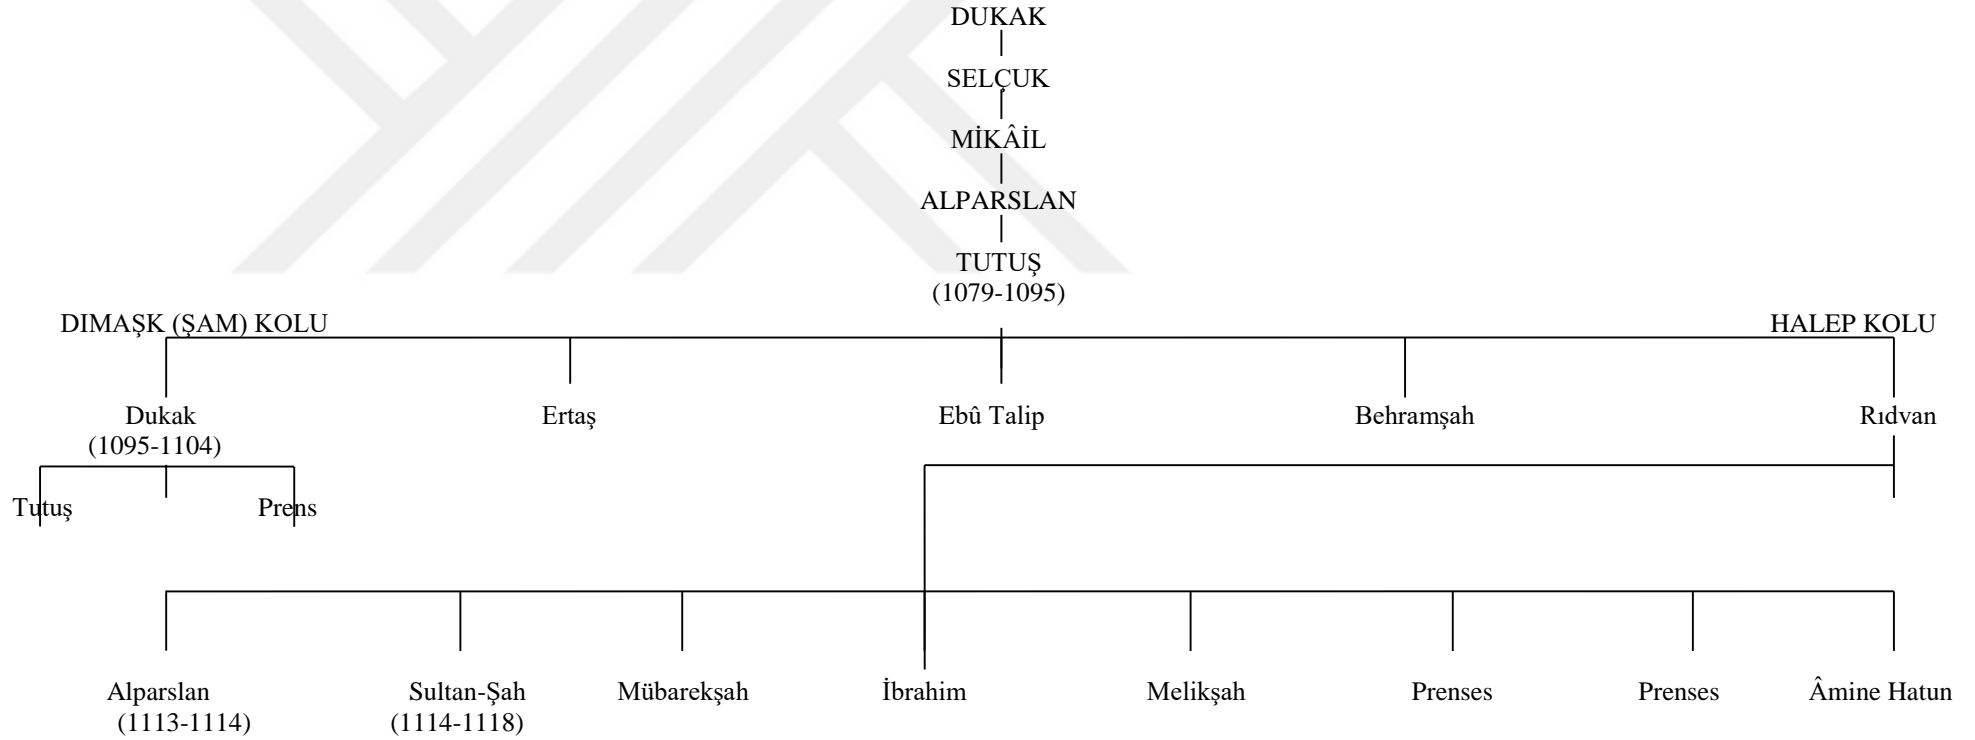 DUKAK
SELÇUK
MİKÂİL
ALPARSLAN
TUTUŞ
(1079-1095)
DIMAŞK (ŞAM) KOLU
HALEP KOLU
Dukak
(1095-1104)
Ertaş
Ebû Talip
Behramşah
Rıdvan
Tutuş
Prens
Alparslan
(1113-1114)
Sultan-Şah
(1114-1118)
Mübarekşah
İbrahim
Melikşah
Prenses
Prenses
Âmine Hatun